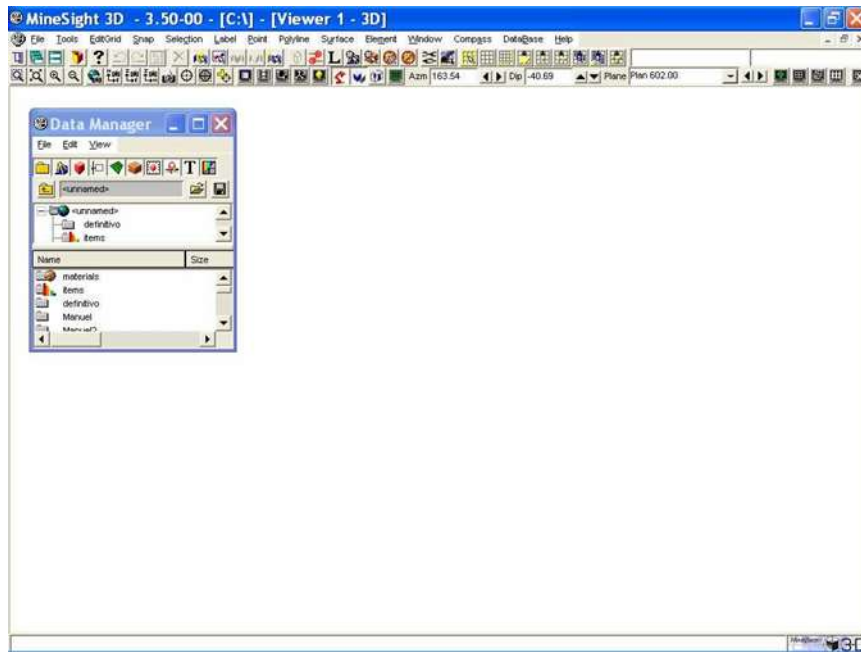 MineSight 3D - 3.50-00 - [C:\] - [Viewer 1 - 3D]
File Tools EditGrid Snap Selection Label Point Polyline Surface Element Window Compass DataBase Help
Azm 163.54 Dip -40.69 Plane Plan 602.00
Data Manager
File Edit View
T
<unnamed>
<unnamed>
definitivo
items
Name Size
materials
items
definitivo
Manuel
Manuel2
3-D